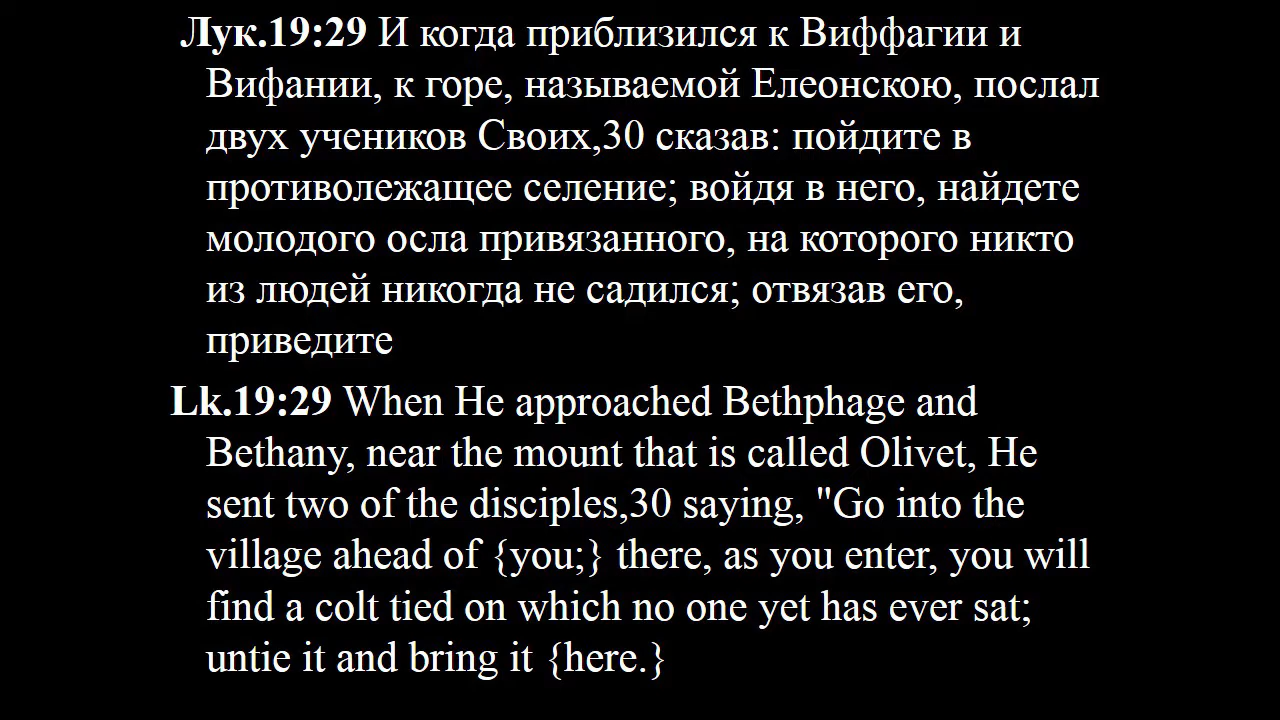 Лук.19:29 И когда приблизился к Виффагии и
Вифании, к горе, называемой Елеонскою, послал
двух учеников Своих,30 сказав: пойдите в
противолежащее селение; войдя в него, найдете
молодого осла привязанного, на которого никто
из людей никогда не садился; отвязав его,
приведите
Lk.19:29 When He approached Bethphage and
Bethany, near the mount that is called Olivet, He
sent two of the disciples,30 saying, "Go into the
village ahead of {you;} there, as you enter, you will
find a colt tied on which no one yet has ever sat;
untie it and bring it {here.}